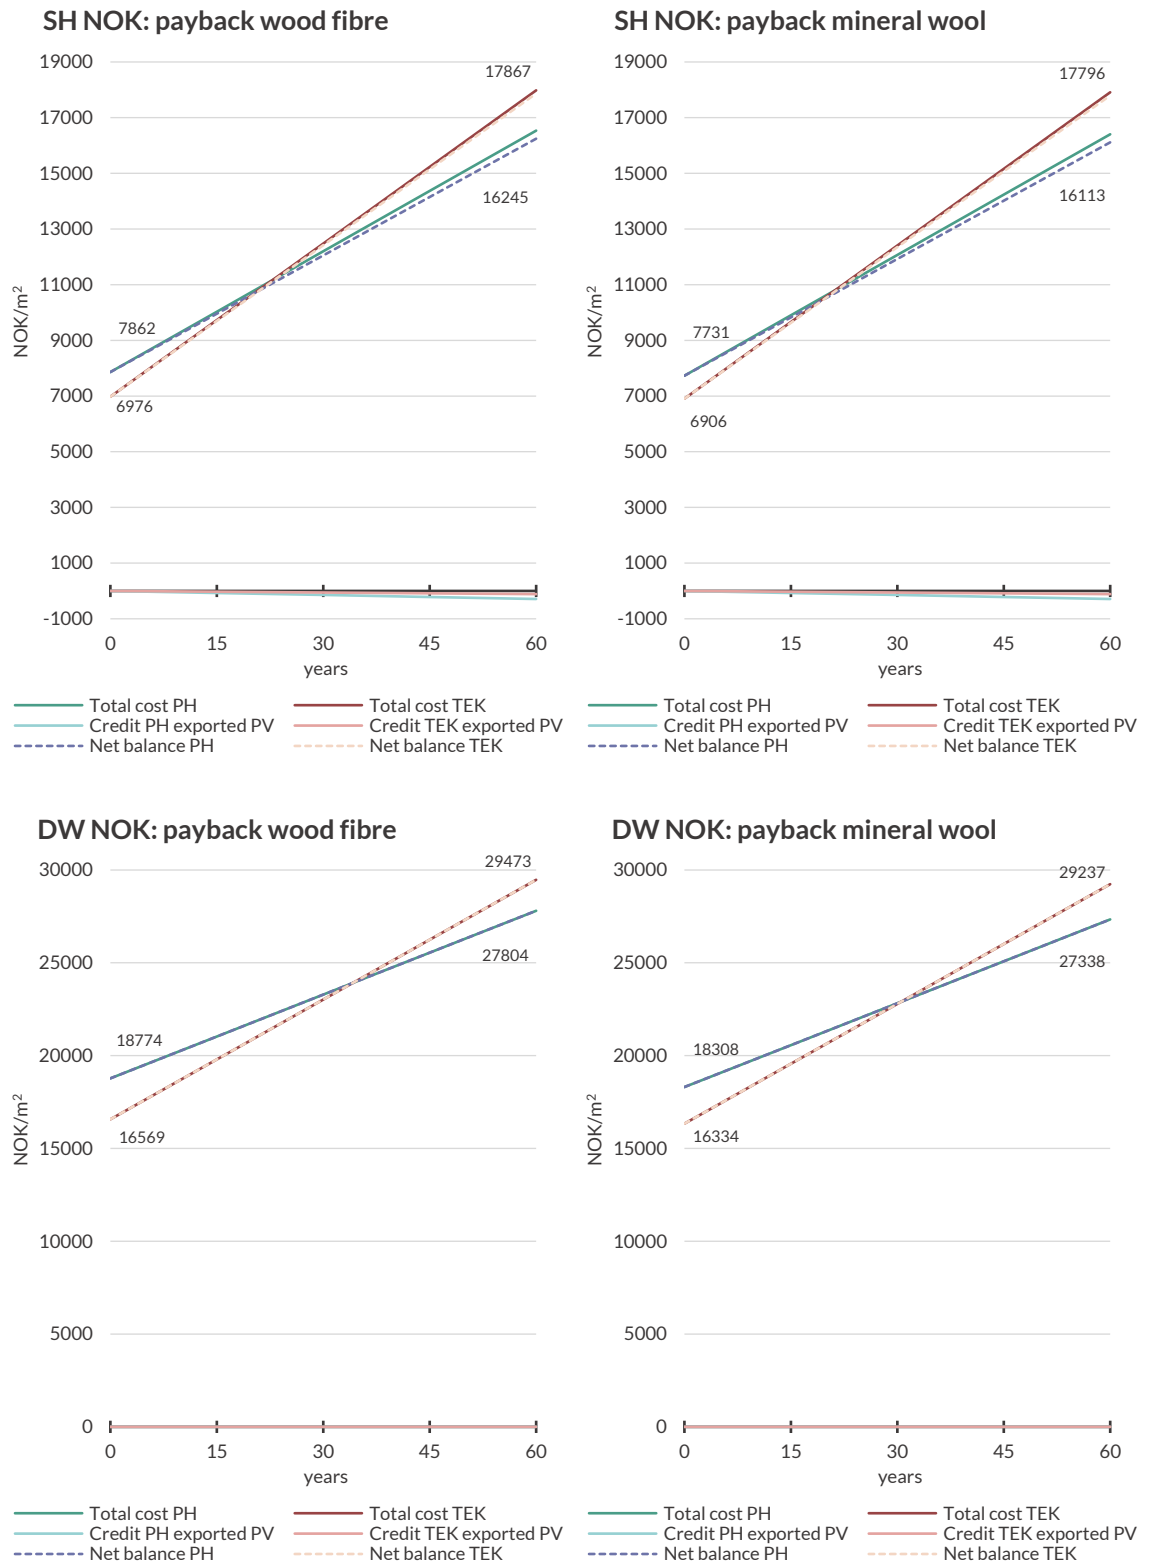 SH NOK: payback wood fibre
19000
17867
17000
15000
16245
13000
11000
NOK/m²
9000
7862
7000
6976
5000
3000
1000
-1000
0 15 30 45 60
years
Total cost PH Total cost TEK
Credit PH exported PV Credit TEK exported PV
Net balance PH Net balance TEK
SH NOK: payback mineral wool
19000
17796
17000
15000
16113
13000
11000
NOK/m²
9000
7731
7000
6906
5000
3000
1000
-1000
0 15 30 45 60
years
Total cost PH Total cost TEK
Credit PH exported PV Credit TEK exported PV
Net balance PH Net balance TEK
DW NOK: payback wood fibre
30000
29473
25000
27804
20000
18774
NOK/m²
15000
16569
10000
5000
0
0 15 30 45 60
years
Total cost PH Total cost TEK
Credit PH exported PV Credit TEK exported PV
Net balance PH Net balance TEK
DW NOK: payback mineral wool
30000
29237
25000
27338
20000
18308
NOK/m²
15000
16334
10000
5000
0
0 15 30 45 60
years
Total cost PH Total cost TEK
Credit PH exported PV Credit TEK exported PV
Net balance PH Net balance TEK